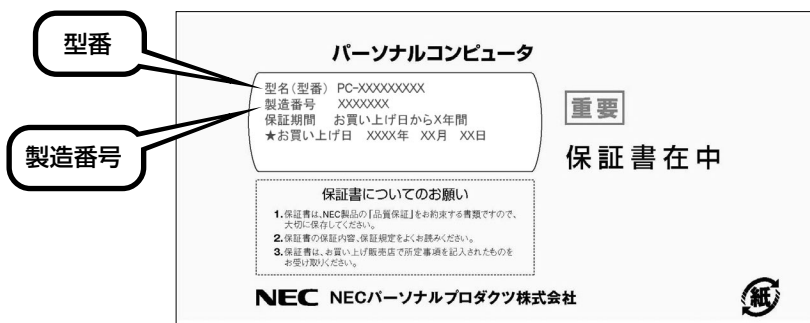 型番
製造番号
パーソナルコンピュータ
型名(型番) PC-XXXXXXXXX
製造番号 XXXXXXX
保証期間 お買い上げ日からX年間
★お買い上げ日 XXXX年 XX月 XX日
重要
保証書在中
保証書についてのお願い
1.保証書は、NEC製品の「品質保証」をお約束する書類ですので、
大切に保存してください。
2.保証書の保証内容、保証規定をよくお読みください。
3.保証書は、お買い上げ販売店で所定事項を記入されたものを
お受け取りください。
NEC NECパーソナルプロダクツ株式会社
紙